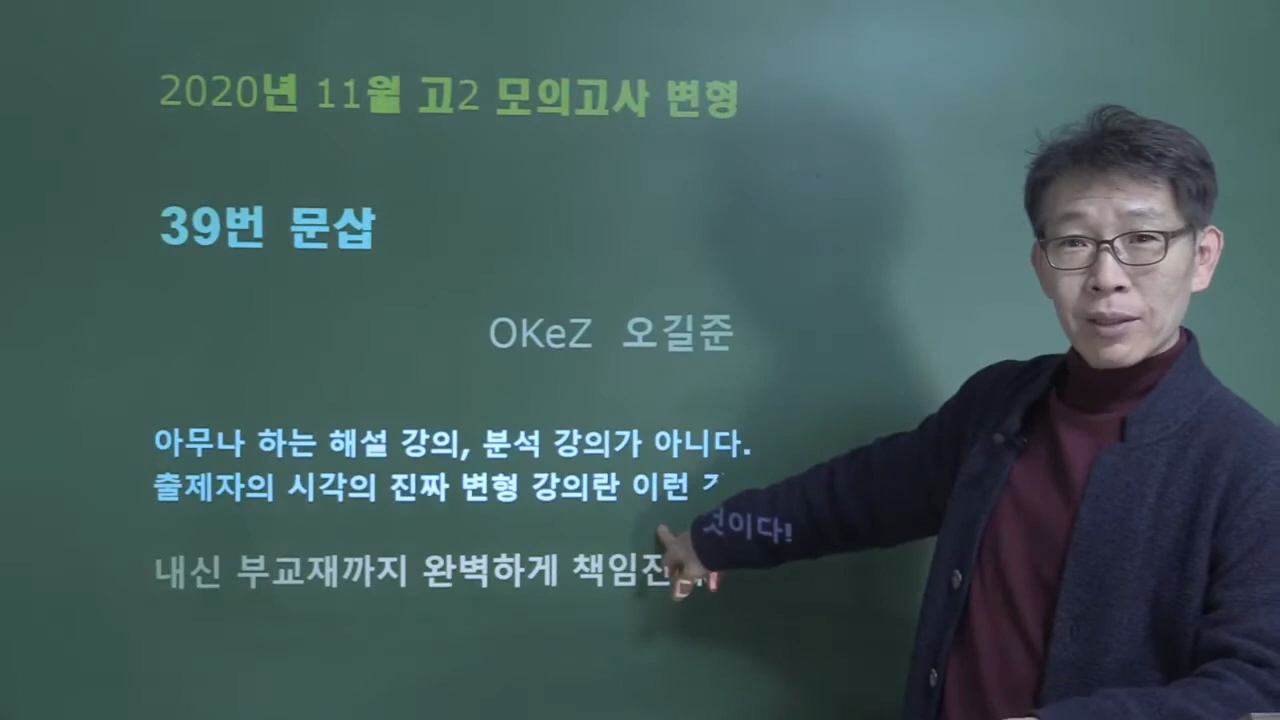 2020년 11월 고2 모의고사 변형
39번 문삽
OKeZ 오길준
아무나 하는 해설 강의, 분석 강의가 아니다.
출제자의 시각의 진짜 변형 강의란 이런 것이다!
내신 부교재까지 완벽하게